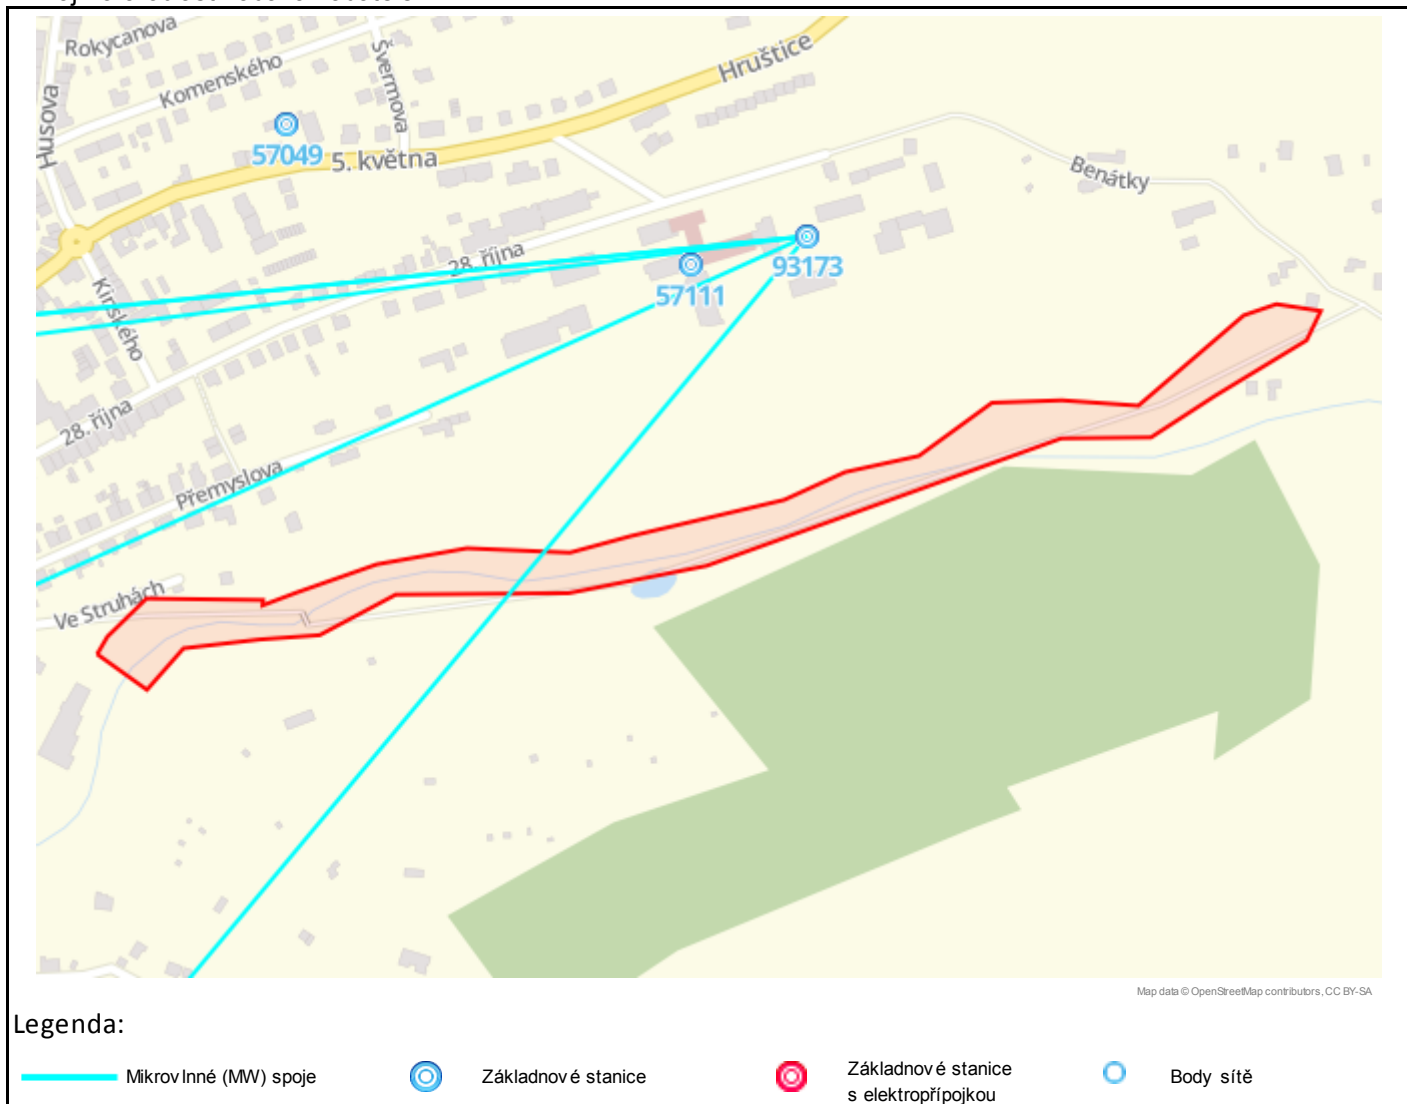 Rokycanova
Komenského
Švermova
Hruštice
Husova
57049
5. května
Benátky
28. října
93173
57111
Kinského
28. října
Přemyslova
Ve Struhách
Map data © OpenStreetMap contributors, CC BY-SA
Legenda:
Mikrovlnné (MW) spoje
Základnové stanice
Základnové stanice
s elektropřípojkou
Body sítě